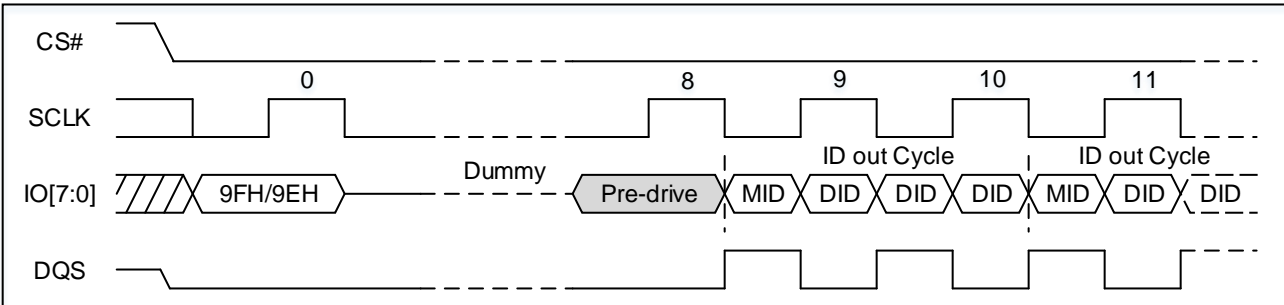 CS#
0 8 9 10 11
SCLK
Dummy ID out Cycle ID out Cycle
IO[7:0] 9FH/9EH Pre-drive MID DID DID DID MID DID DID
DQS